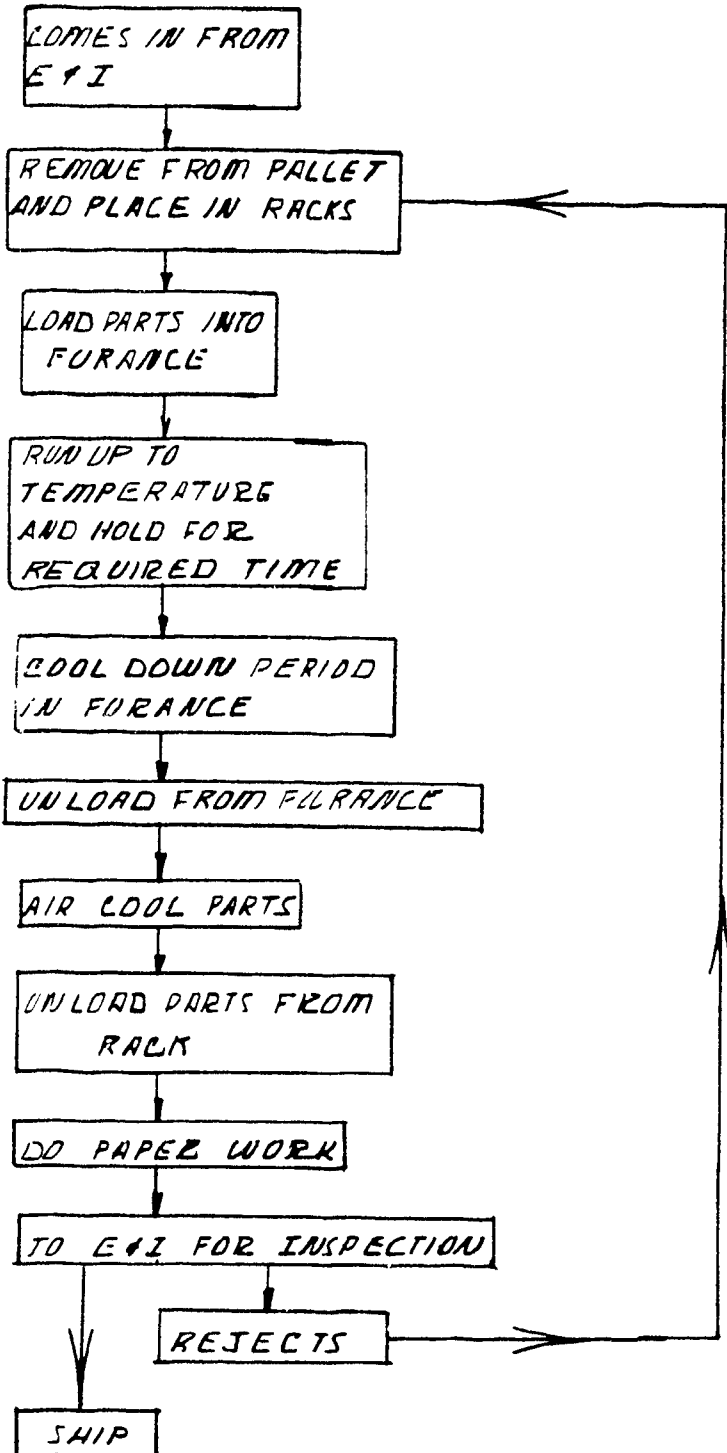 COMES IN FROM
E & I
REMOVE FROM PALLET
AND PLACE IN RACKS
LOAD PARTS INTO
FURANCE
RUN UP TO
TEMPERATURE
AND HOLD FOR
REQUIRED TIME
COOL DOWN PERIOD
IN FURANCE
UNLOAD FROM FURANCE
AIR COOL PARTS
UNLOAD PARTS FROM
RACK
DO PAPER WORK
TO E & I FOR INSPECTION
REJECTS
SHIP